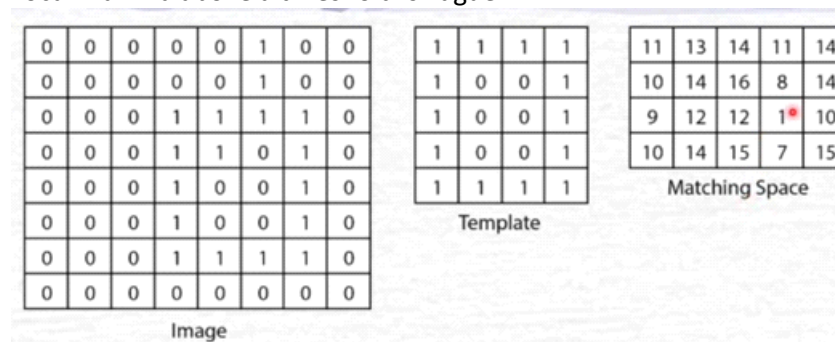 0 0 0 0 0 1 0 0
0 0 0 0 0 1 0 0
0 0 0 1 1 1 1 0
0 0 0 1 1 0 1 0
0 0 0 1 0 0 1 0
0 0 0 1 0 0 1 0
0 0 0 1 1 1 1 0
0 0 0 0 0 0 0 0
Image
1 1 1 1
1 0 0 1
1 0 0 1
1 0 0 1
1 1 1 1
Template
11 13 14 11 14
10 14 16 8 14
9 12 12 1 10
10 14 15 7 15
Matching Space